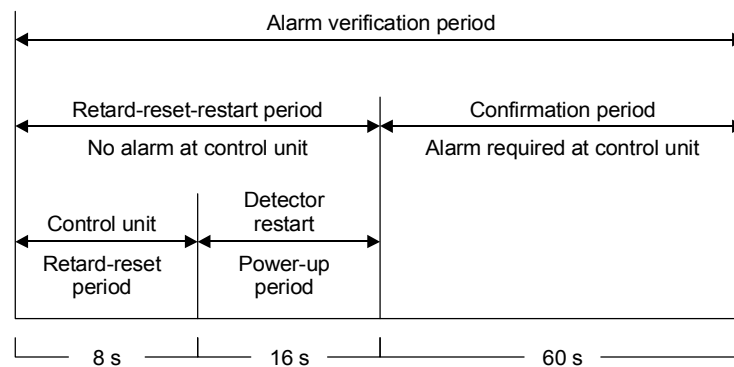 Alarm verification period
Retard-reset-restart period
Confirmation period
No alarm at control unit
Alarm required at control unit
Control unit
Detector
restart
Retard-reset
period
Power-up
period
8 s
16 s
60 s